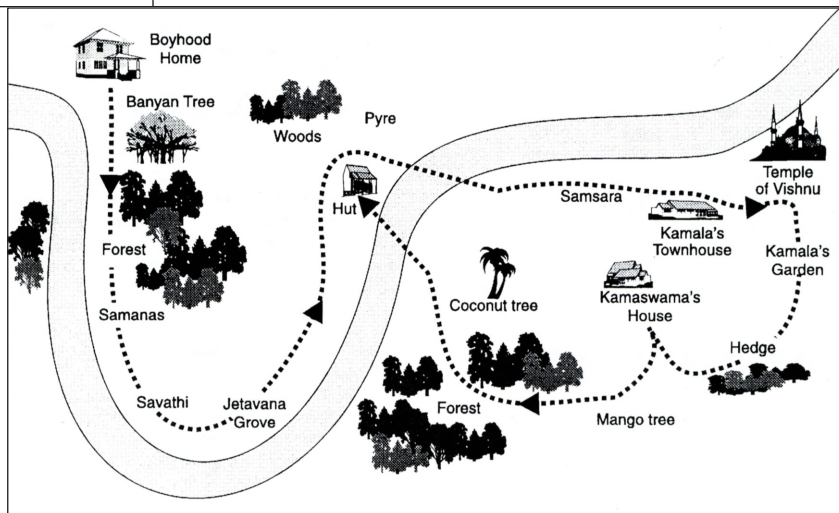 Boyhood
Home
Banyan Tree
Woods
Pyre
Hut
Forest
Samanas
Savathi
Jetavana
Grove
Samsara
Temple
of Vishnu
Kamala's
Townhouse
Kamala's
Garden
Kamaswama's
House
Coconut tree
Hedge
Forest
Mango tree